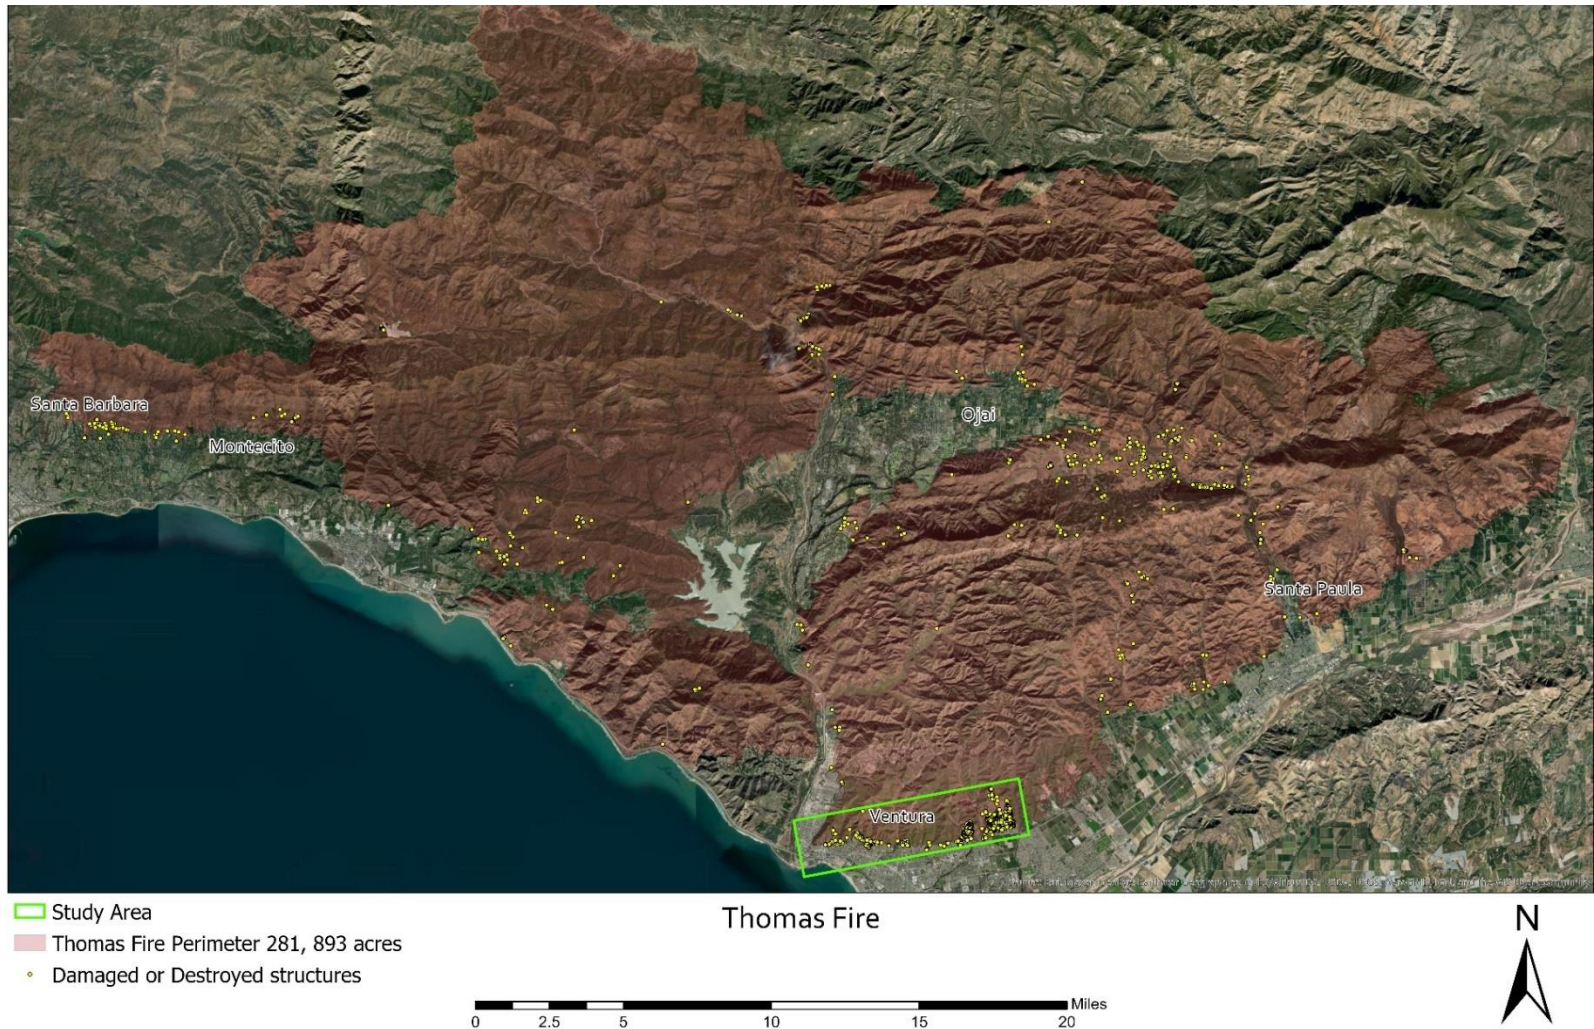 Santa Barbara
Montecito
Ojai
Santa Paula
Ventura
Study Area
Thomas Fire Perimeter 281, 893 acres
Damaged or Destroyed structures
Thomas Fire
N
0 2.5 5 10 15 20 Miles